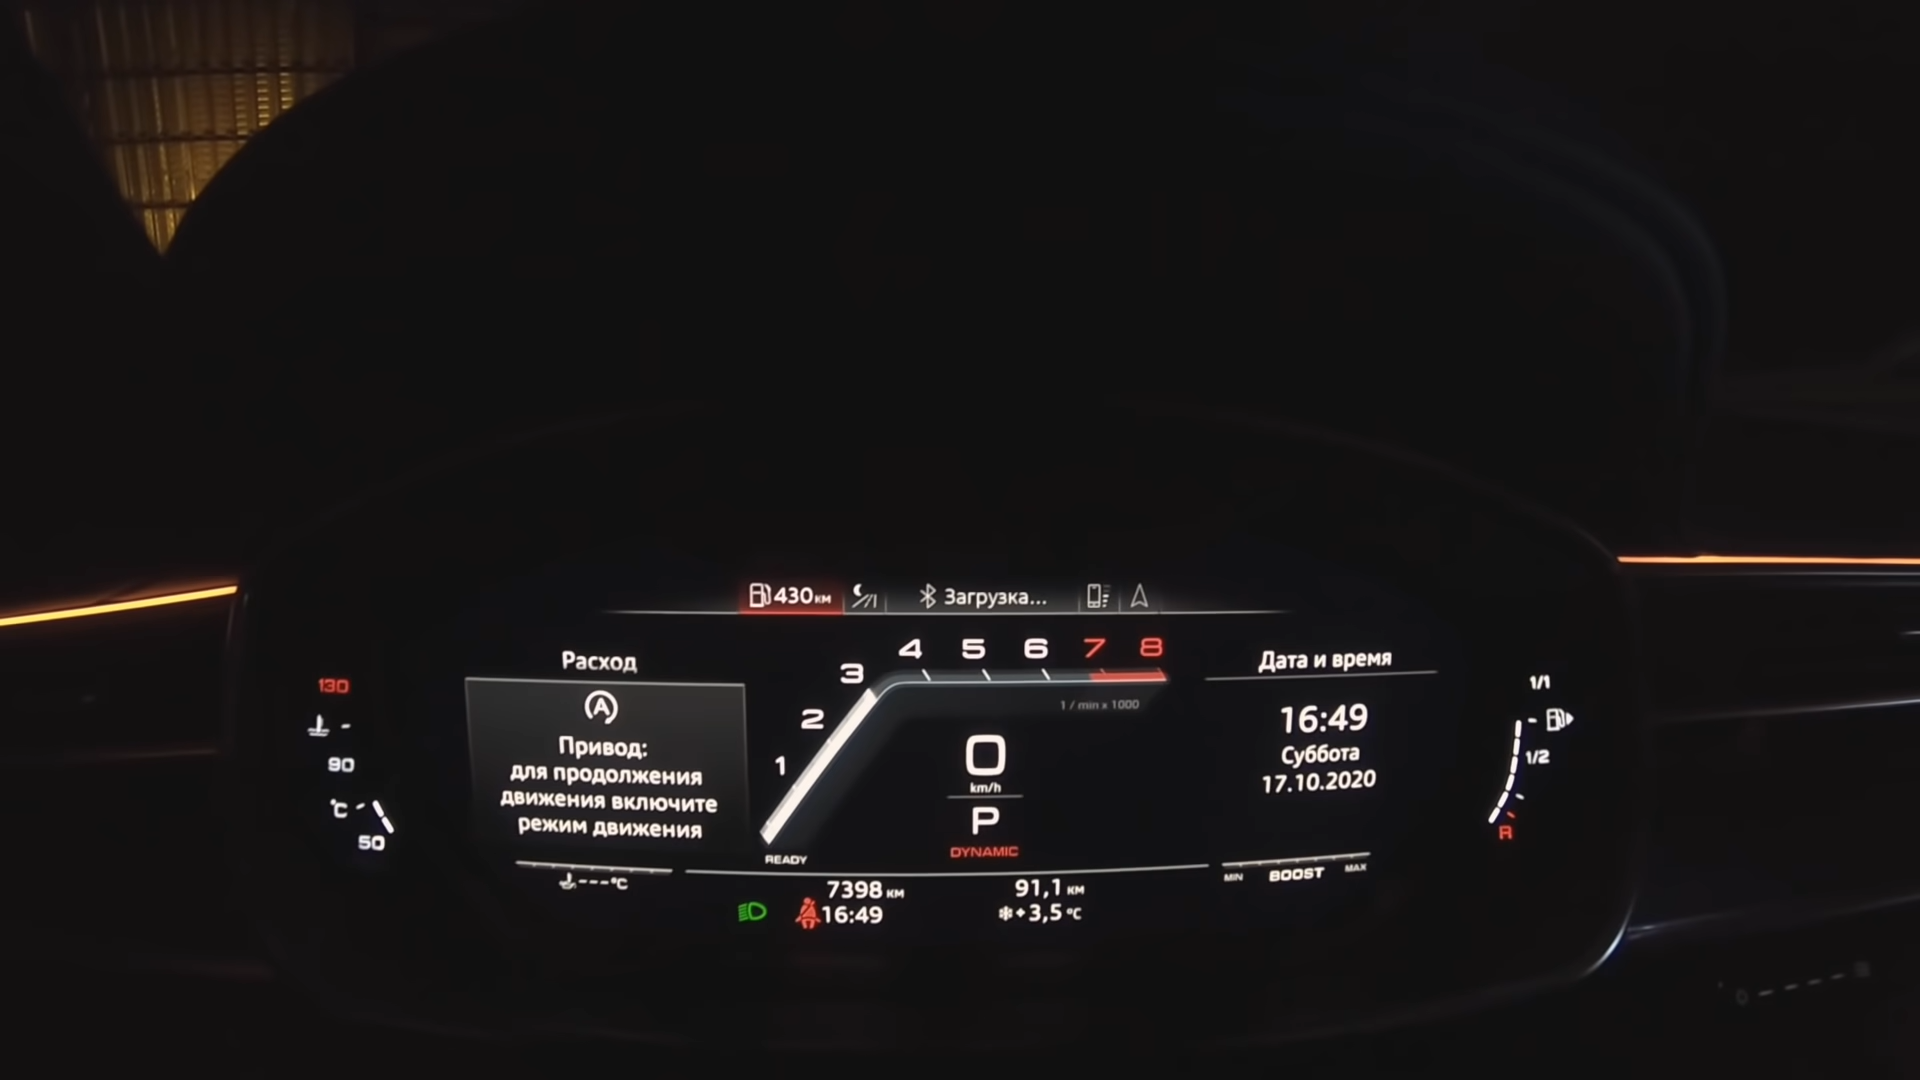 430 км
Загрузка...
Расход
Привод:
для продолжения
движения включите
режим движения
---°C
130
90
°C
50
1
2
3
4
5
6
7
8
1 / min x 1000
0
km/h
P
DYNAMIC
READY
7398 км
16:49
91,1 км
+3,5 °C
Дата и время
16:49
Суббота
17.10.2020
MIN
BOOST
MAX
1/1
1/2
R